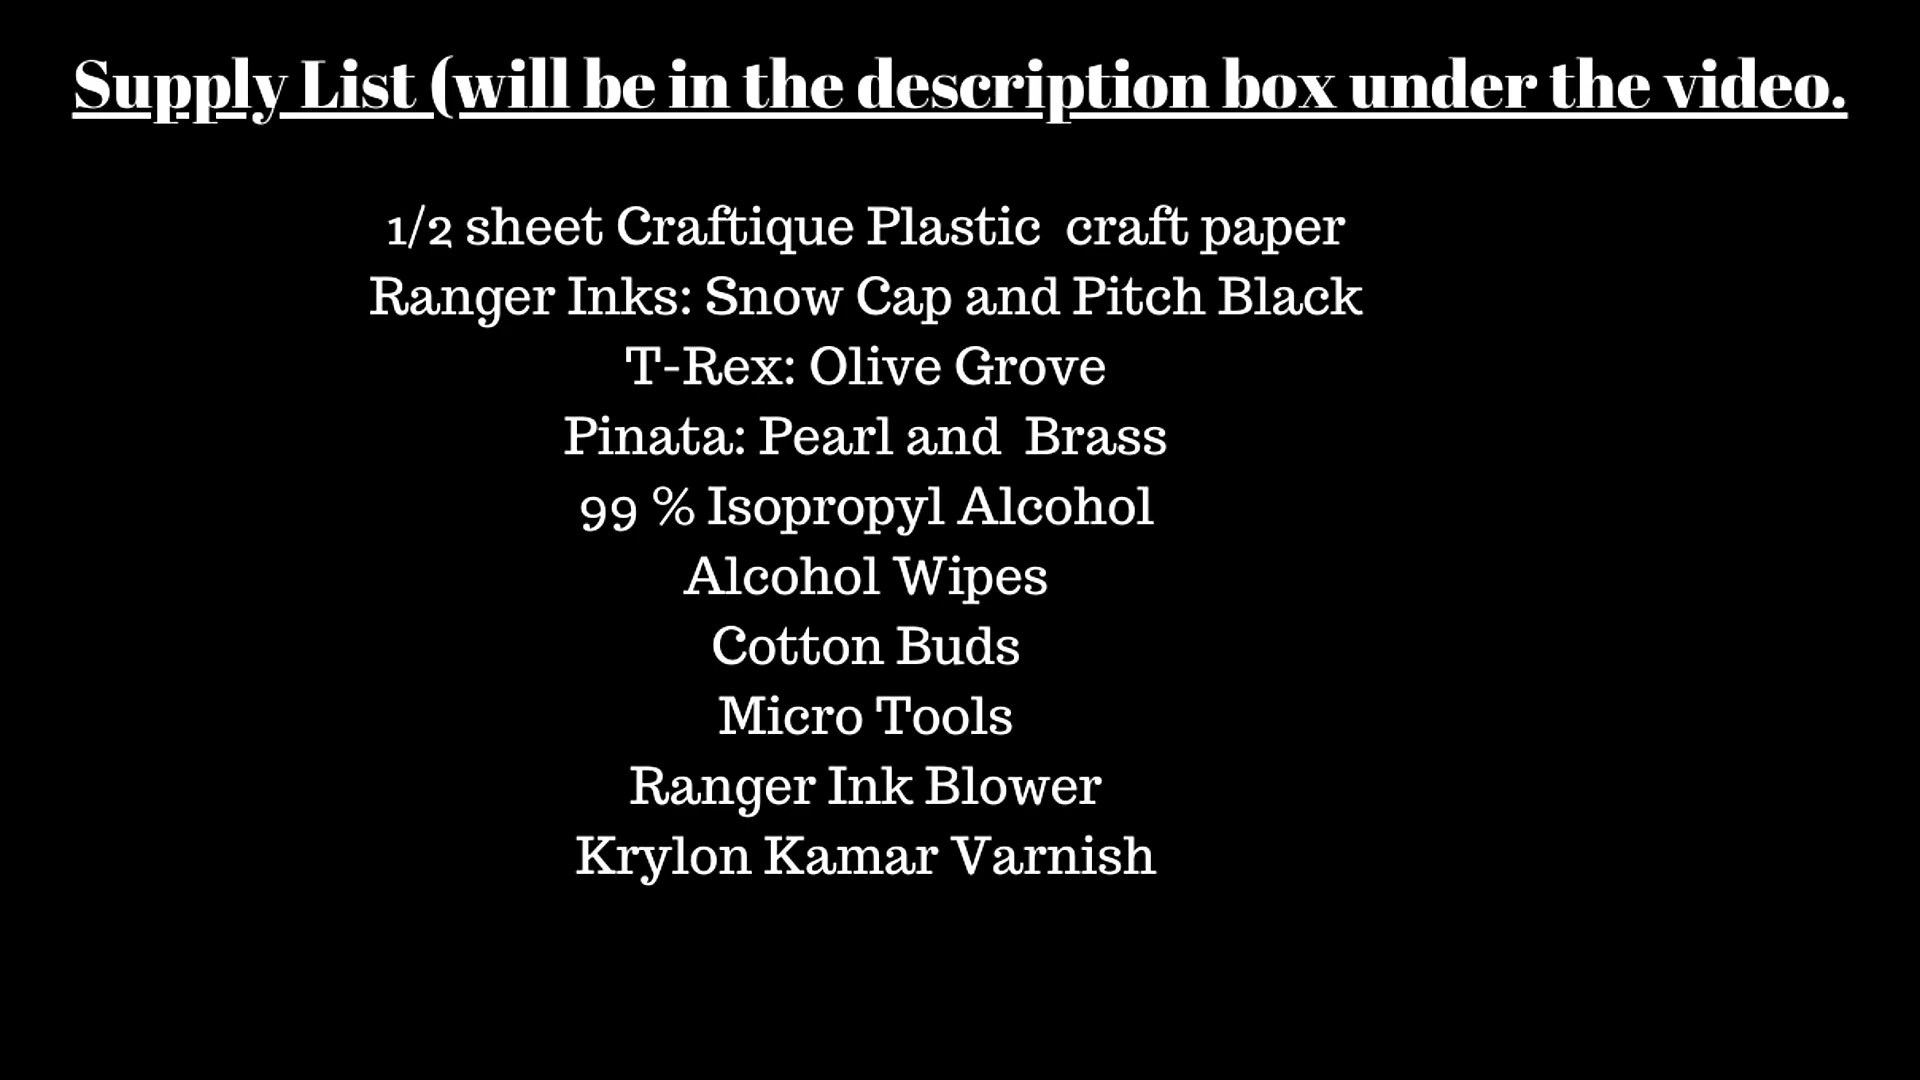 Supply List (will be in the description box under the video.
1/2 sheet Craftique Plastic  craft paper
Ranger Inks: Snow Cap and Pitch Black
T-Rex: Olive Grove
Pinata: Pearl and  Brass
99 % Isopropyl Alcohol
Alcohol Wipes
Cotton Buds
Micro Tools
Ranger Ink Blower
Krylon Kamar Varnish